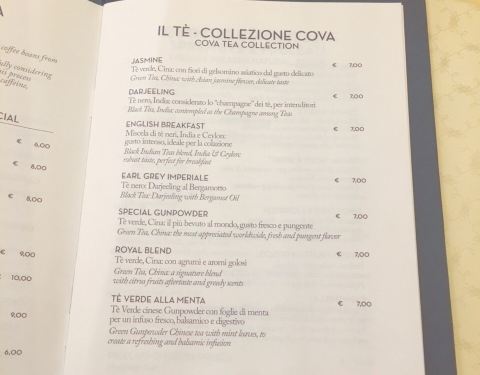 A
coffee beans from
fully considering
process
caffeine.
CIAL
€ 6,00
€ 8,00
€ 8,00
€ 9,00
10,00
9,00
6,00
IL TÈ - COLLEZIONE COVA
COVA TEA COLLECTION
JASMINE € 7,00
Tè verde, Cina: con fiori di gelsomino asiatico dal gusto delicato
Green Tea, China: with Asian jasmine flavour, delicate taste
DARJEELING € 7,00
Tè nero, India: considerato lo "champagne" dei tè, per intenditori
Black Tea, India: contemplated as the Champagne among Teas
ENGLISH BREAKFAST € 7,00
Miscela di tè neri, India e Ceylon:
gusto intenso, ideale per la colazione
Black Indian Teas blend, India & Ceylon:
robust taste, perfect for breakfast
EARL GREY IMPERIALE € 7,00
Tè nero: Darjeeling al Bergamotto
Black Tea: Darjeeling with Bergamot Oil
SPECIAL GUNPOWDER € 7,00
Tè verde, Cina: il più bevuto al mondo, gusto fresco e pungente
Green Tea, China: the most appreciated worldwide, fresh and pungent flavor
ROYAL BLEND € 7,00
Tè verde, Cina: con agrumi e aromi golosi
Green Tea, China: a signature blend
with citrus fruits aftertaste and greedy scents
TÈ VERDE ALLA MENTA € 7,00
Tè Verde cinese Gunpowder con foglie di menta
per un infuso fresco, balsamico e digestivo
Green Gunpowder Chinese tea with mint leaves, to
create a refreshing and balsamic infusion